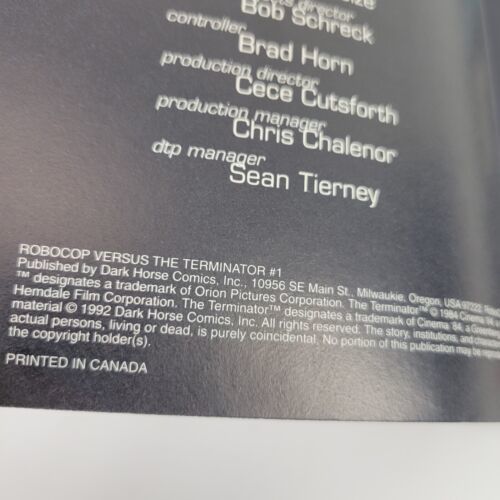 director
Bob Schreck
controller
Brad Horn
production director
Cece Cutsforth
production manager
Chris Chalenor
dtp manager
Sean Tierney
ROBOCOP VERSUS THE TERMINATOR #1
Published by Dark Horse Comics, Inc., 10956 SE Main St., Milwaukie, Oregon, USA 97222.
™ designates a trademark of Orion Pictures Corporation. The Terminator™ © 1984 Cinema
Hemdale Film Corporation. The Terminator™ designates a trademark of Cinema 84, a
material © 1992 Dark Horse Comics, Inc. All rights reserved. The story, institutions, and
actual persons, living or dead, is purely coincidental. No portion of this publication may be
the copyright holder(s).
PRINTED IN CANADA